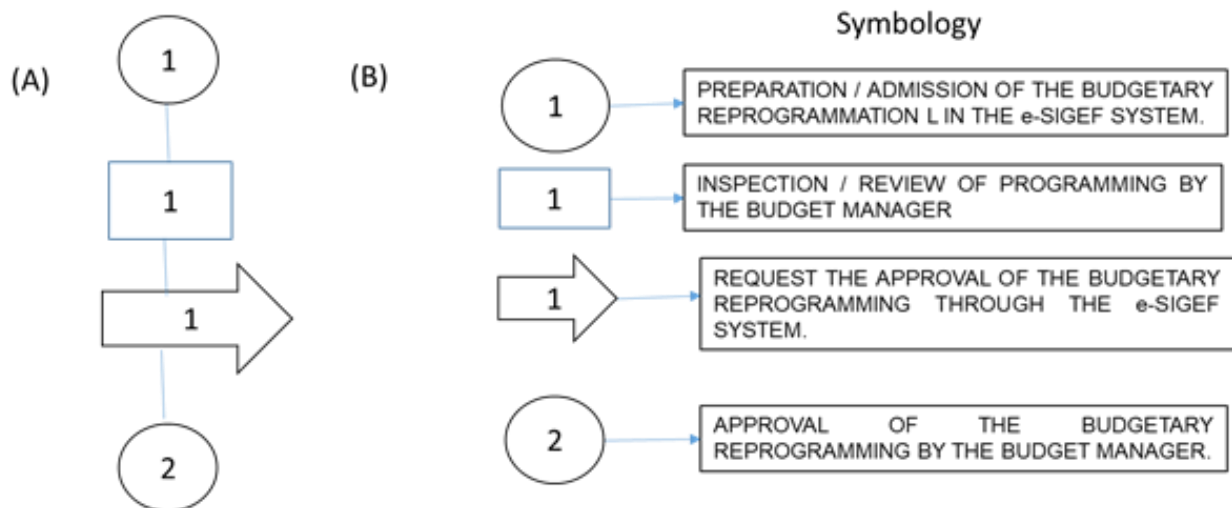 Symbology
(A)
1
1
1
2
(B)
1
PREPARATION / ADMISSION OF THE BUDGETARY
REPROGRAMMATION L IN THE e-SIGEF SYSTEM.
1
INSPECTION / REVIEW OF PROGRAMMING BY
THE BUDGET MANAGER
1
REQUEST THE APPROVAL OF THE BUDGETARY
REPROGRAMMING THROUGH THE e-SIGEF
SYSTEM.
2
APPROVAL OF THE BUDGETARY
REPROGRAMMING BY THE BUDGET MANAGER.